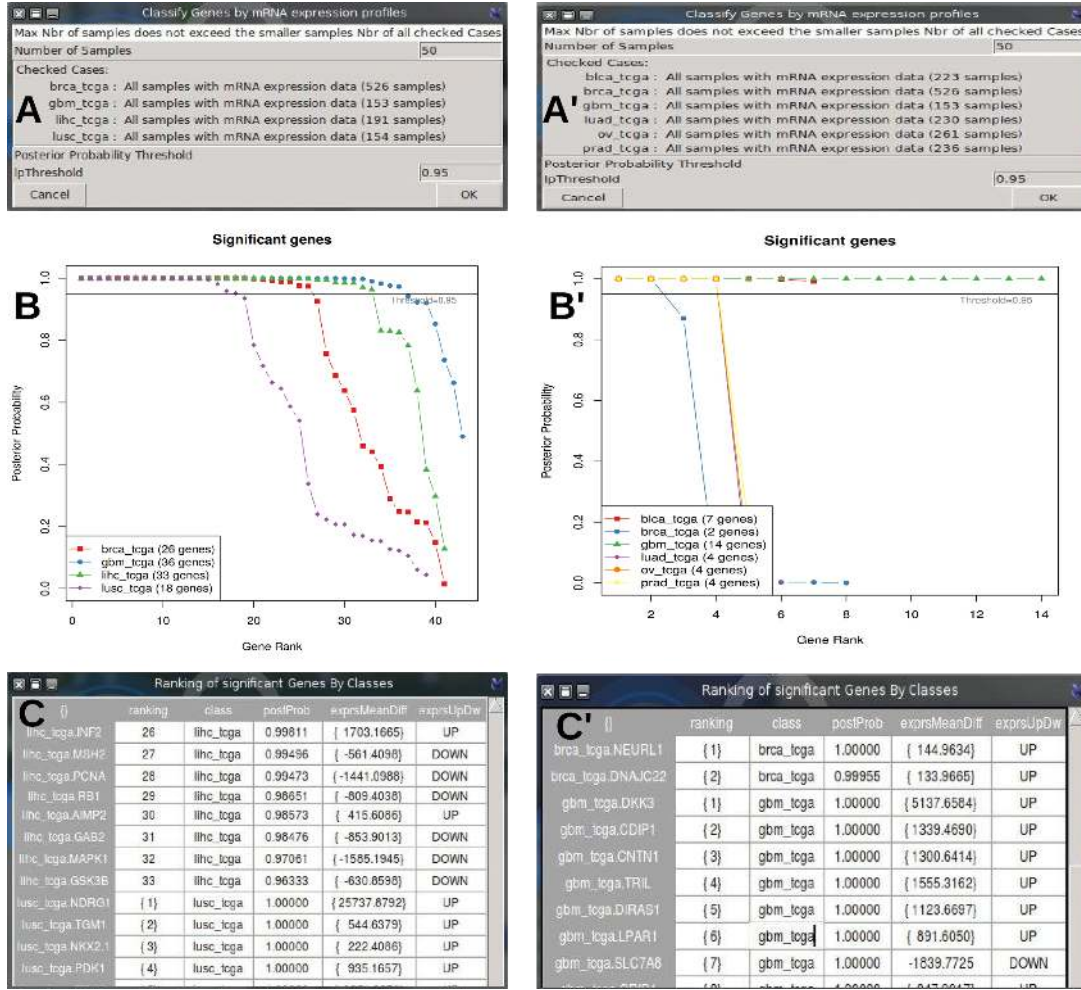 Classify Genes by mRNA expression profiles
Max Nbr of samples does not exceed the smaller samples Nbr of all checked Cases
Number of Samples 50
Checked Cases:
brca_tcga : All samples with mRNA expression data (526 samples)
gbm_tcga : All samples with mRNA expression data (153 samples)
lihc_tcga : All samples with mRNA expression data (191 samples)
lusc_tcga : All samples with mRNA expression data (154 samples)
A
Posterior Probability Threshold
lpThreshold 0.95
Cancel OK
Classify Genes by mRNA expression profiles
Max Nbr of samples does not exceed the smaller samples Nbr of all checked Cases
Number of Samples 50
Checked Cases:
blca_tcga : All samples with mRNA expression data (223 samples)
brca_tcga : All samples with mRNA expression data (526 samples)
gbm_tcga : All samples with mRNA expression data (153 samples)
luad_tcga : All samples with mRNA expression data (230 samples)
ov_tcga : All samples with mRNA expression data (261 samples)
prad_tcga : All samples with mRNA expression data (236 samples)
A'
Posterior Probability Threshold
lpThreshold 0.95
Cancel OK
Significant genes
B
Threshold=0.95
Posterior Probability
1.0
0.8
0.6
0.4
0.2
0.0
brca_tcga (26 genes)
gbm_tcga (36 genes)
lihc_tcga (33 genes)
lusc_tcga (18 genes)
0 10 20 30 40
Gene Rank
Significant genes
B'
Threshold=0.95
Posterior Probability
1.0
0.8
0.6
0.4
0.2
0.0
blca_tcga (7 genes)
brca_tcga (2 genes)
gbm_tcga (14 genes)
luad_tcga (4 genes)
ov_tcga (4 genes)
prad_tcga (4 genes)
2 4 6 8 10 12 14
Gene Rank
Ranking of significant Genes By Classes
C
{} ranking class postProb exprsMeanDiff exprsUpDw
lihc_tcga.INF2 26 lihc_tcga 0.99811 { 1703.1665} UP
lihc_tcga.MSH2 27 lihc_tcga 0.99496 { -561.4098} DOWN
lihc_tcga.PCNA 28 lihc_tcga 0.99473 {-1441.0988} DOWN
lihc_tcga.RB1 29 lihc_tcga 0.98651 { -809.4038} DOWN
lihc_tcga.AIMP2 30 lihc_tcga 0.98573 { 415.6086} UP
lihc_tcga.GAB2 31 lihc_tcga 0.98476 { -853.9013} DOWN
lihc_tcga.MAPK1 32 lihc_tcga 0.97061 { -1585.1945} DOWN
lihc_tcga.GSK3B 33 lihc_tcga 0.96333 { -630.8598} DOWN
lusc_tcga.NDRG1 {1} lusc_tcga 1.00000 {25737.8792} UP
lusc_tcga.TGM1 {2} lusc_tcga 1.00000 { 544.6379} UP
lusc_tcga.NKX2.1 {3} lusc_tcga 1.00000 { 222.4086} UP
lusc_tcga.PDK1 {4} lusc_tcga 1.00000 { 935.1657} UP
Ranking of significant Genes By Classes
C'
{} ranking class postProb exprsMeanDiff exprsUpDw
brca_tcga.NEURL1 {1} brca_tcga 1.00000 { 144.9634} UP
brca_tcga.DNAJC22 {2} brca_tcga 0.99955 { 133.9665} UP
gbm_tcga.DKK3 {1} gbm_tcga 1.00000 {5137.6584} UP
gbm_tcga.CDIP1 {2} gbm_tcga 1.00000 {1339.4690} UP
gbm_tcga.CNTN1 {3} gbm_tcga 1.00000 {1300.6414} UP
gbm_tcga.TRIL {4} gbm_tcga 1.00000 {1555.3162} UP
gbm_tcga.DIRAS1 {5} gbm_tcga 1.00000 {1123.6697} UP
gbm_tcga.LPAR1 {6} gbm_tcga 1.00000 { 891.6050} UP
gbm_tcga.SLC7A8 {7} gbm_tcga 1.00000 -1839.7725 DOWN